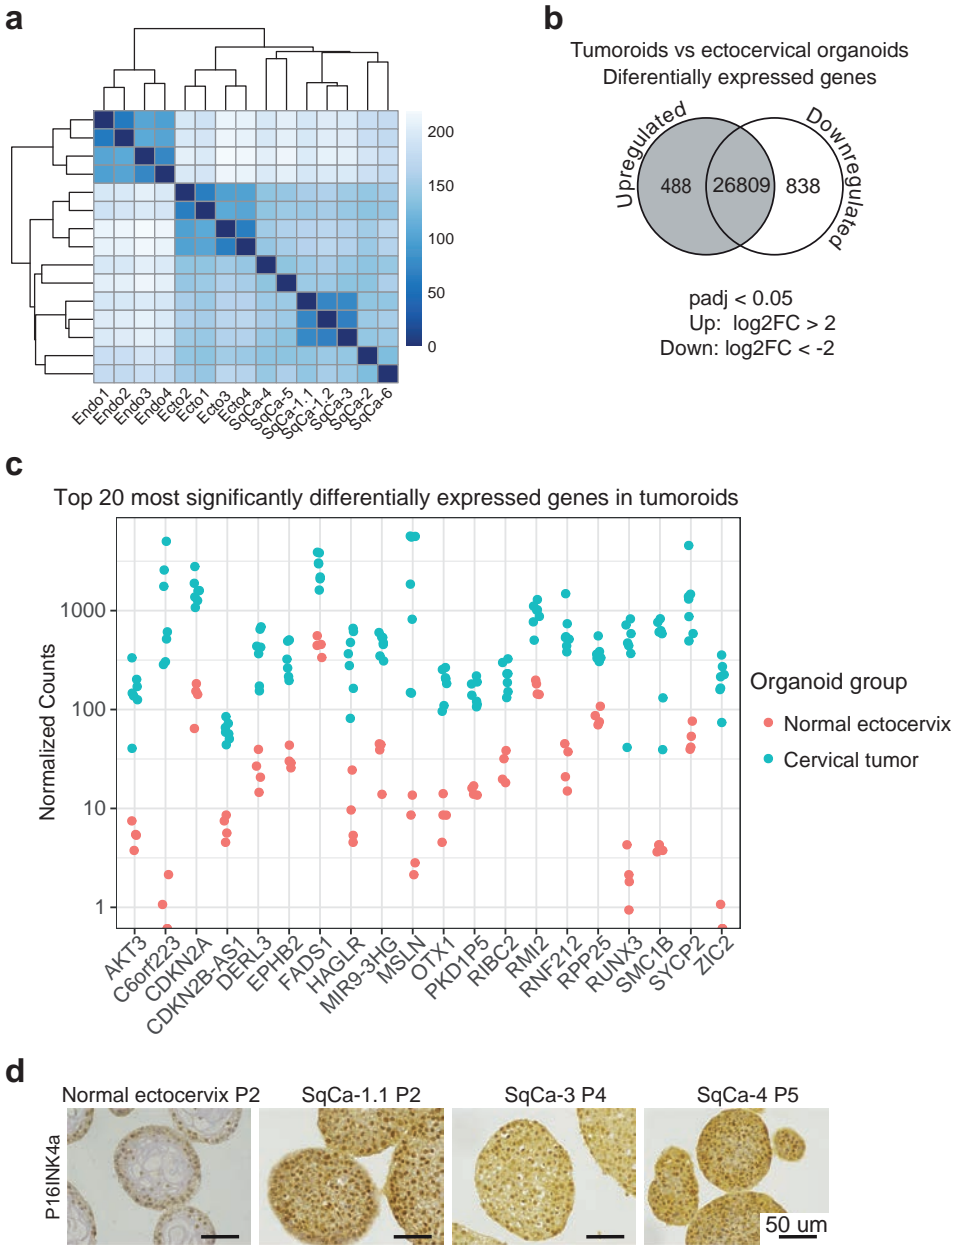 a
200
150
100
50
0
Endo1
Endo2
Endo3
Endo4
Ecto2
Ecto1
Ecto3
Ecto4
SqCa-4
SqCa-5
SqCa-1.1
SqCa-1.2
SqCa-3
SqCa-2
SqCa-6
b
Tumoroids vs ectocervical organoids
Diferentially expressed genes
Upregulated
Downregulated
488
26809
838
padj < 0.05
Up: log2FC > 2
Down: log2FC < -2
c
Top 20 most significantly differentially expressed genes in tumoroids
Normalized Counts
1000
100
10
1
AKT3
C6orf223
CDKN2A
CDKN2B-AS1
DERL3
EPHB2
FADS1
HAGLR
MIR9-3HG
MSLN
OTX1
PKD1P5
RIBC2
RMI2
RNF212
RPP25
RUNX3
SMC1B
SYCP2
ZIC2
Organoid group
Normal ectocervix
Cervical tumor
d
Normal ectocervix P2
SqCa-1.1 P2
SqCa-3 P4
SqCa-4 P5
P16INK4a
50 um